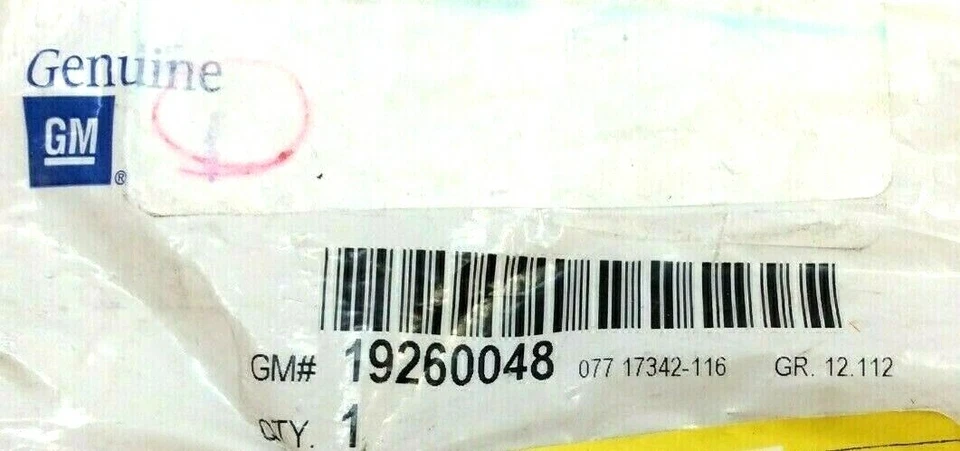 Genuine
GM
®
GM# 19260048 077 17342-116 GR. 12.112
QTY. 1